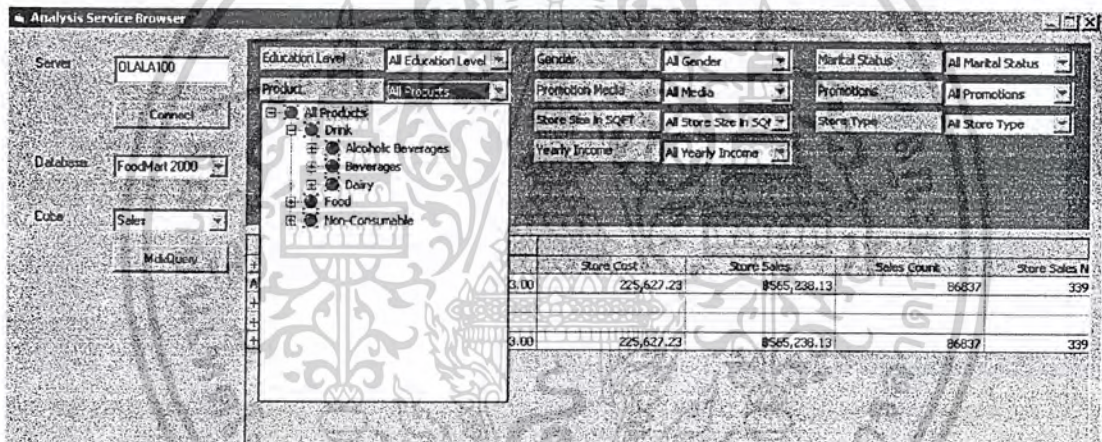 Analysis Service Browser
Server OLALA100
Connect
Database FoodMart 2000
Cube Sales
MdxQuery
Education Level All Education Level
Gender All Gender
Marital Status All Marital Status
Product All Products
Promotion Media All Media
Promotions All Promotions
Store Size in SQFT All Store Size in SQF
Store Type All Store Type
Yearly Income All Yearly Income
All Products
Drink
Alcoholic Beverages
Beverages
Dairy
Food
Non-Consumable
Store Cost Store Sales Sales Count Store Sales N
A 3.00 225,627.23 ฿565,238.13 86837 339
3.00 225,627.23 ฿565,238.13 86837 339